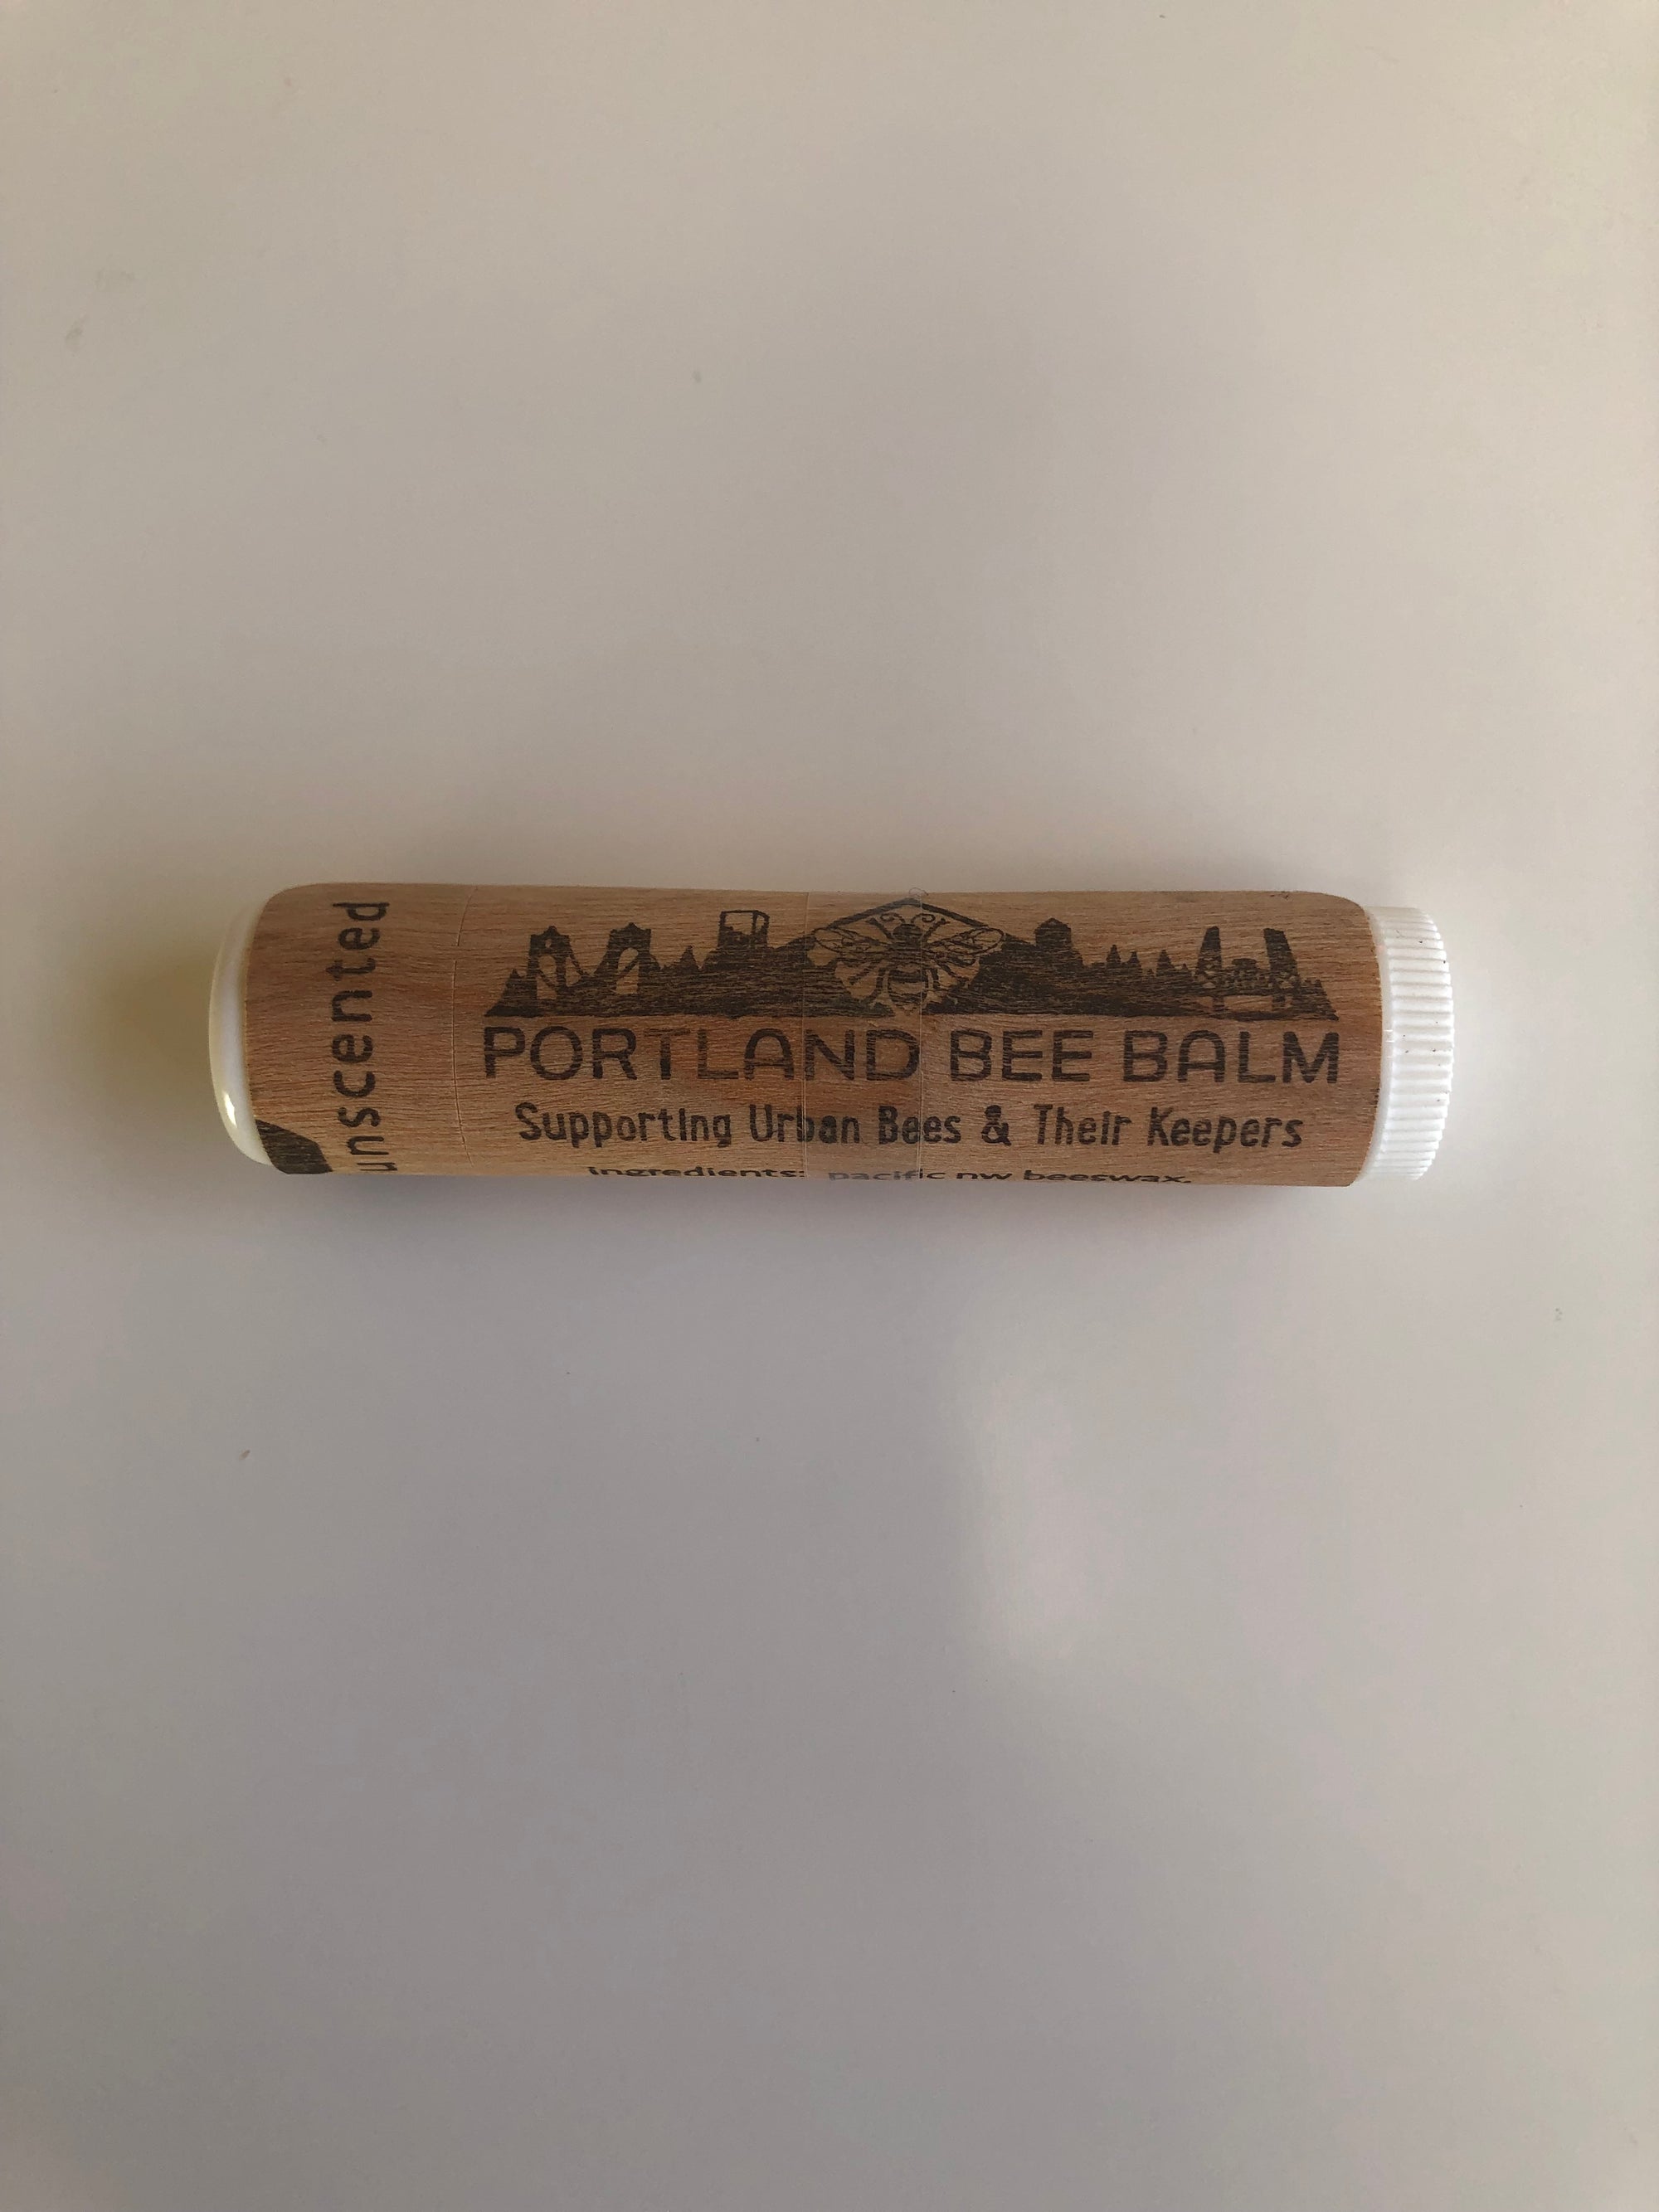 unscented
PORTLAND BEE BALM
Supporting Urban Bees & Their Keepers
ingredients: pacific nw beeswax,